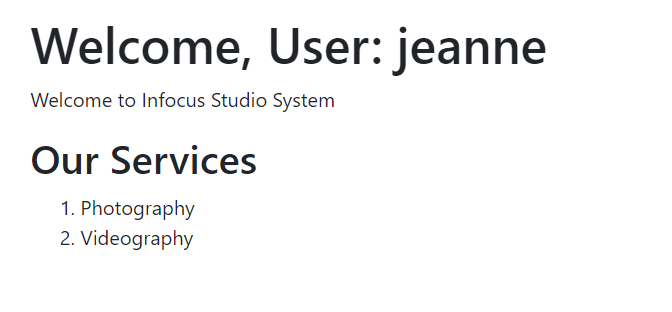 Welcome, User: jeanne
Welcome to Infocus Studio System
Our Services
1. Photography
2. Videography